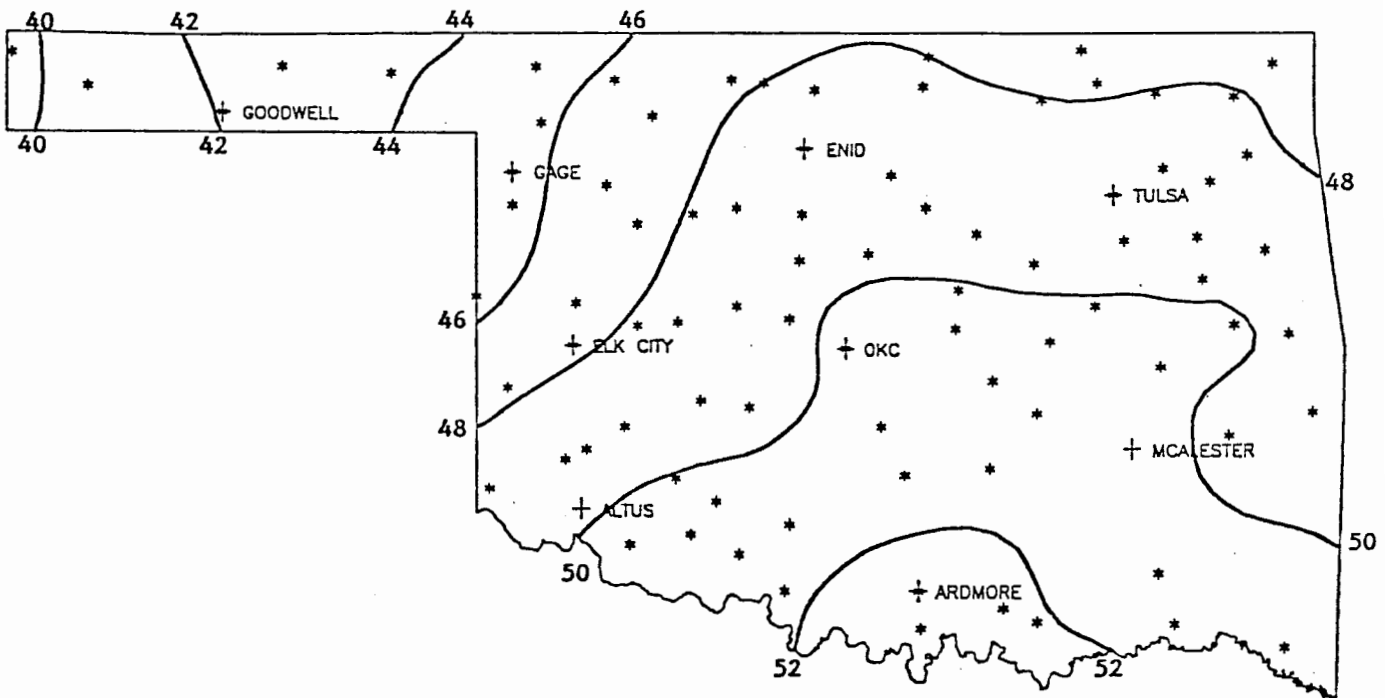 40
42
44
46
GOODWELL
40
42
44
ENID
GAGE
48
TULSA
46
ELK CITY
OKC
48
MCALESTER
ALTUS
50
50
ARDMORE
52
52